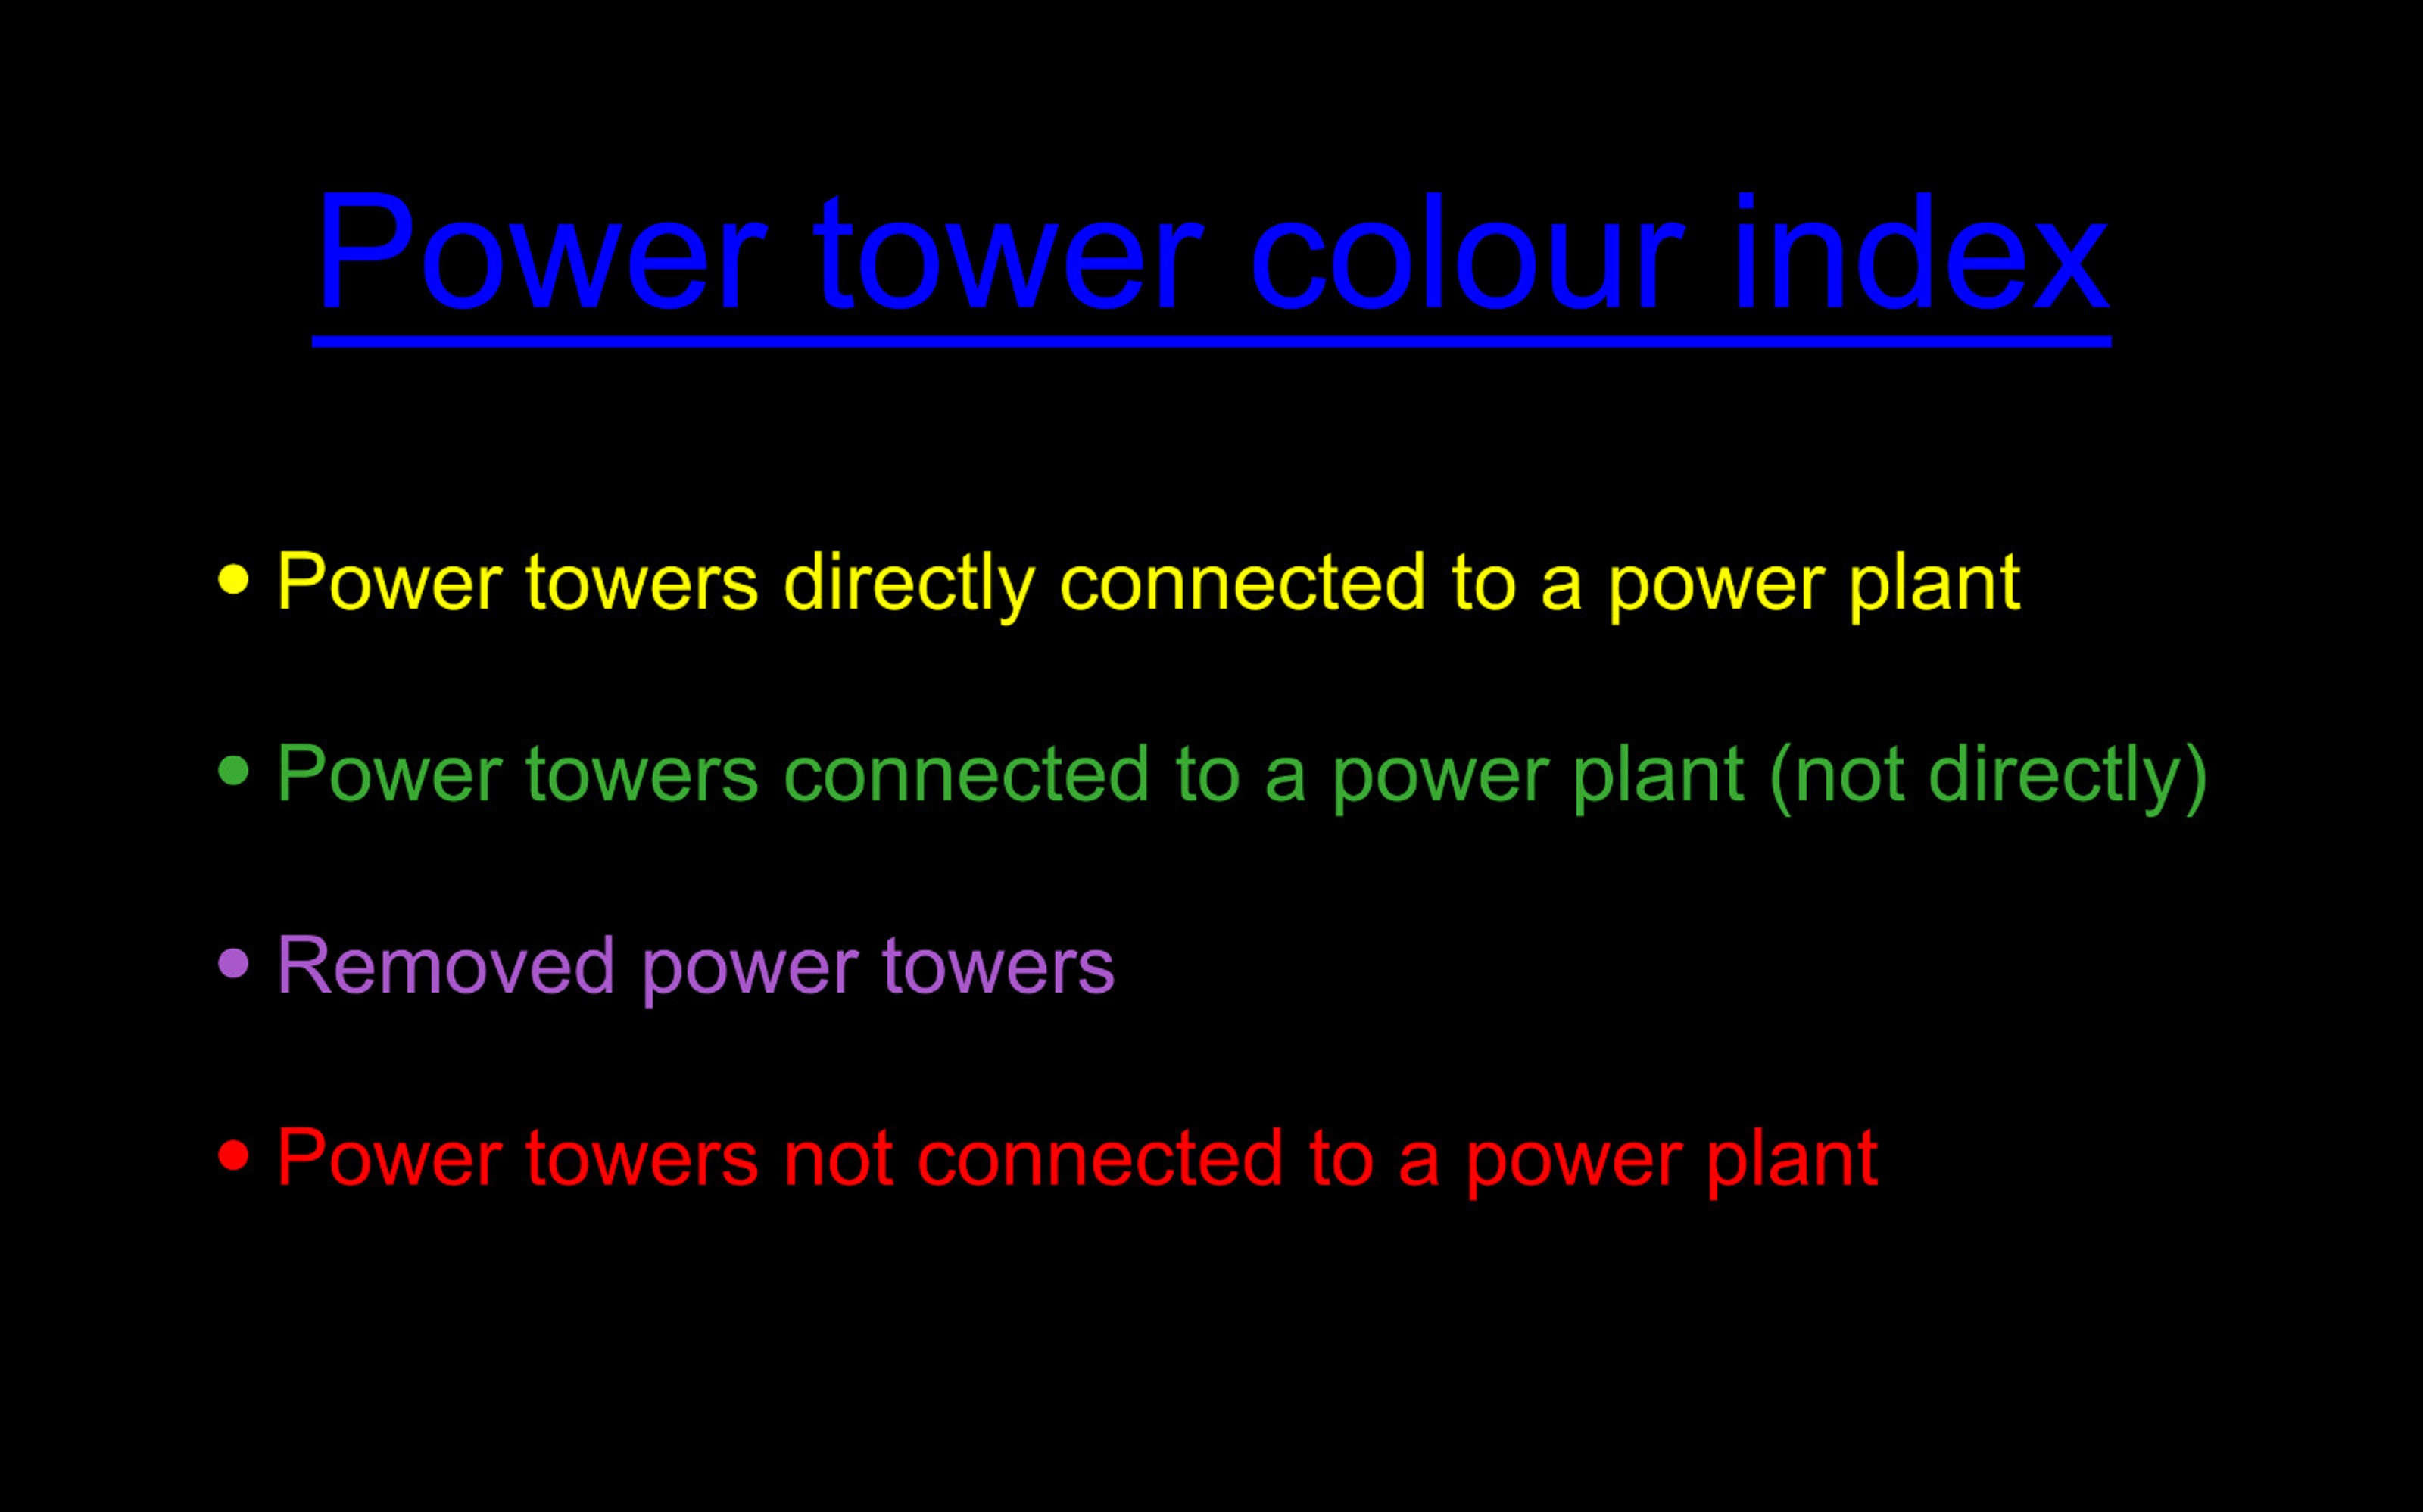 Power tower colour index
• Power towers directly connected to a power plant
• Power towers connected to a power plant (not directly)
• Removed power towers
• Power towers not connected to a power plant